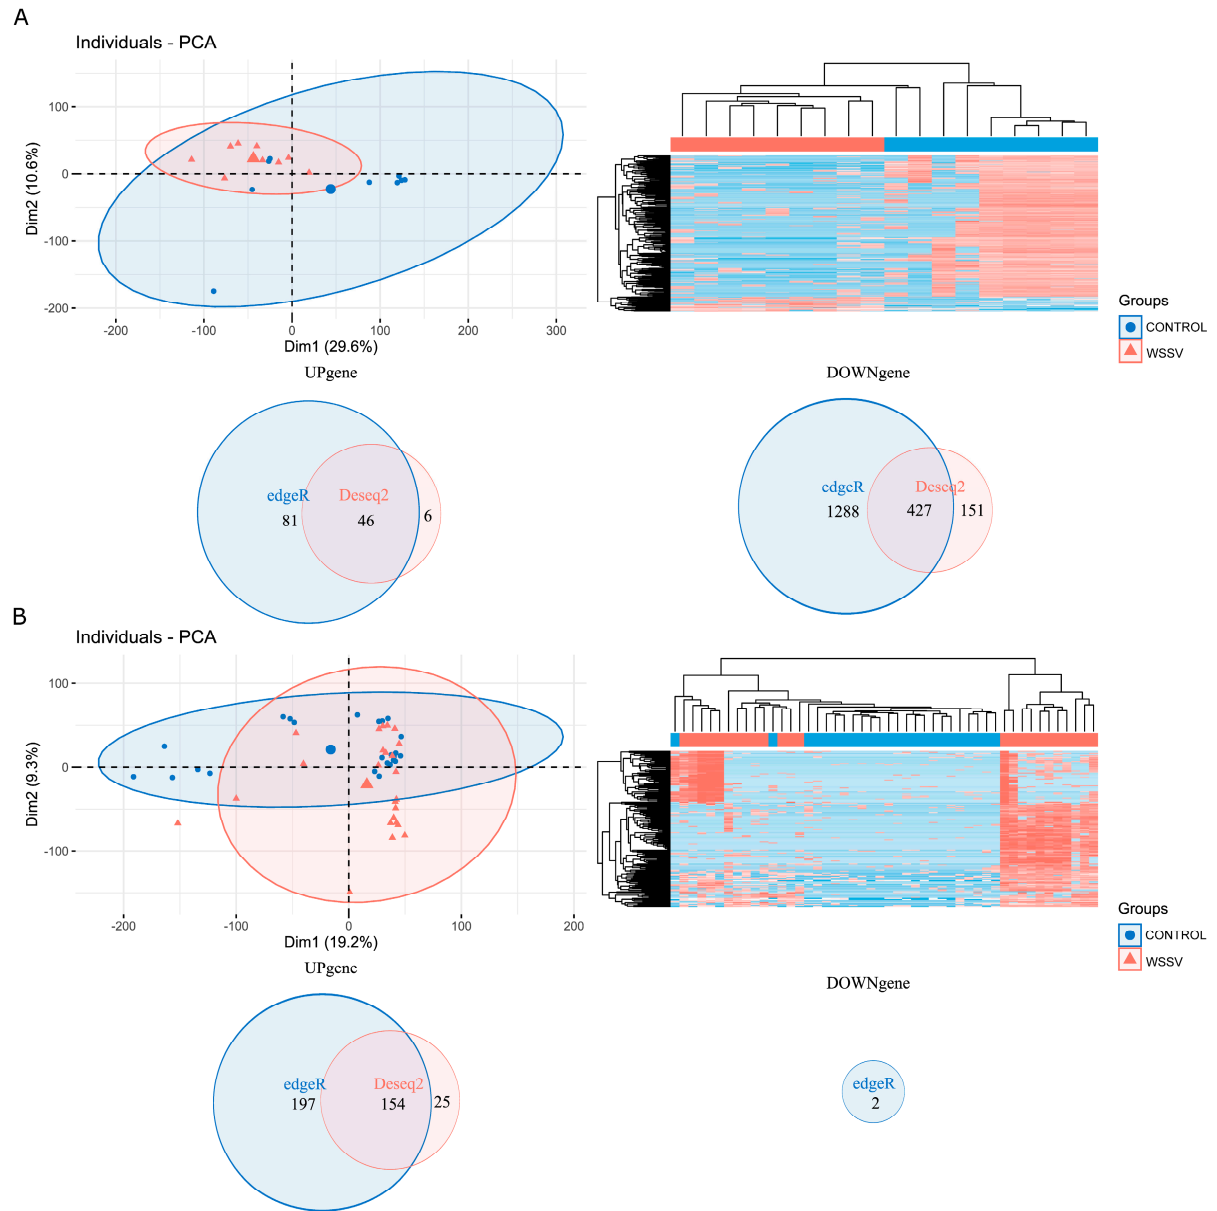 A
Individuals - PCA
Dim2 (10.6%)
100
0
-100
-200
-200
-100
0
100
200
300
Dim1 (29.6%)
Groups
CONTROL
WSSV
UPgene
edgeR
Deseq2
81
46
6
DOWNgene
edgeR
Deseq2
1288
427
151
B
Individuals - PCA
Dim2 (9.3%)
100
0
-100
-200
-100
0
100
200
Dim1 (19.2%)
Groups
CONTROL
WSSV
UPgene
edgeR
Deseq2
197
154
25
DOWNgene
edgeR
2